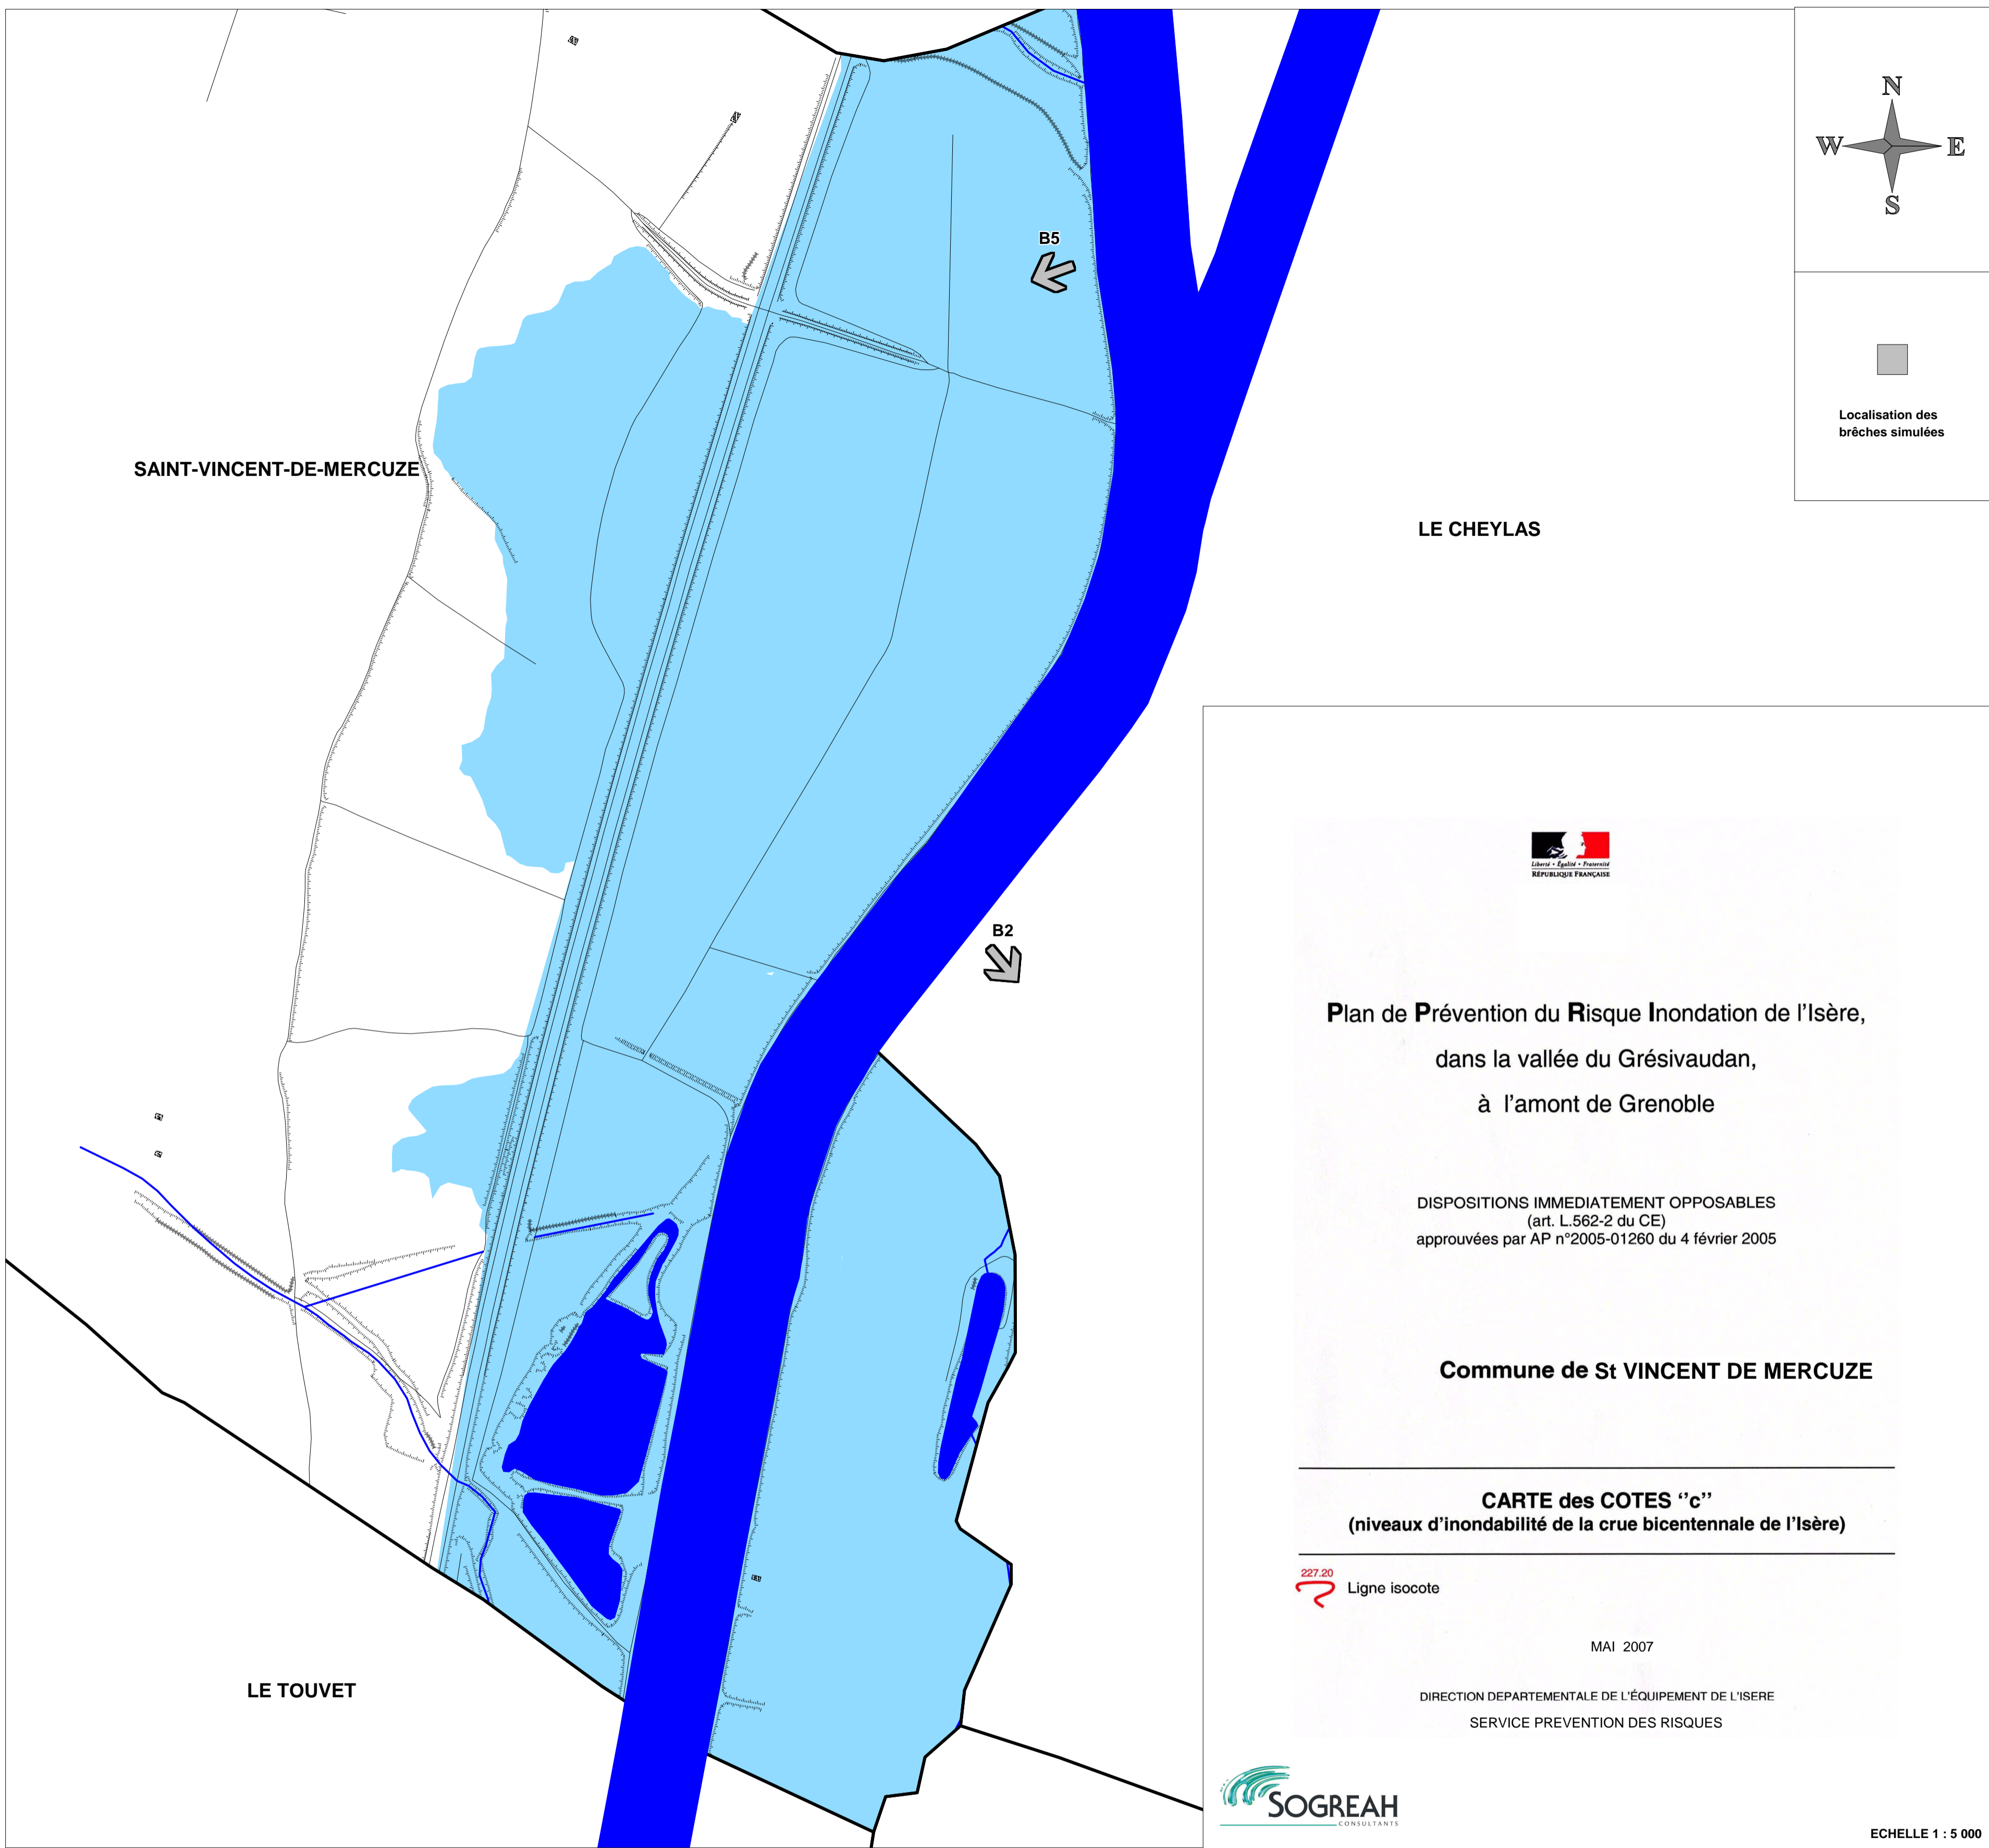 N
W E
S
B5
Localisation des
brêches simulées
SAINT-VINCENT-DE-MERCUZE
LE CHEYLAS
B2
Liberté • Égalité • Fraternité
RÉPUBLIQUE FRANÇAISE
Plan de Prévention du Risque Inondation de l'Isère,
dans la vallée du Grésivaudan,
à l'amont de Grenoble
DISPOSITIONS IMMEDIATEMENT OPPOSABLES
(art. L.562-2 du CE)
approuvées par AP n°2005-01260 du 4 février 2005
Commune de St VINCENT DE MERCUZE
CARTE des COTES ‘‘c’’
(niveaux d'inondabilité de la crue bicentennale de l'Isère)
227.20
Ligne isocote
MAI 2007
LE TOUVET
DIRECTION DEPARTEMENTALE DE L'ÉQUIPEMENT DE L'ISERE
SERVICE PREVENTION DES RISQUES
SOGREAH
CONSULTANTS
ECHELLE 1 : 5 000